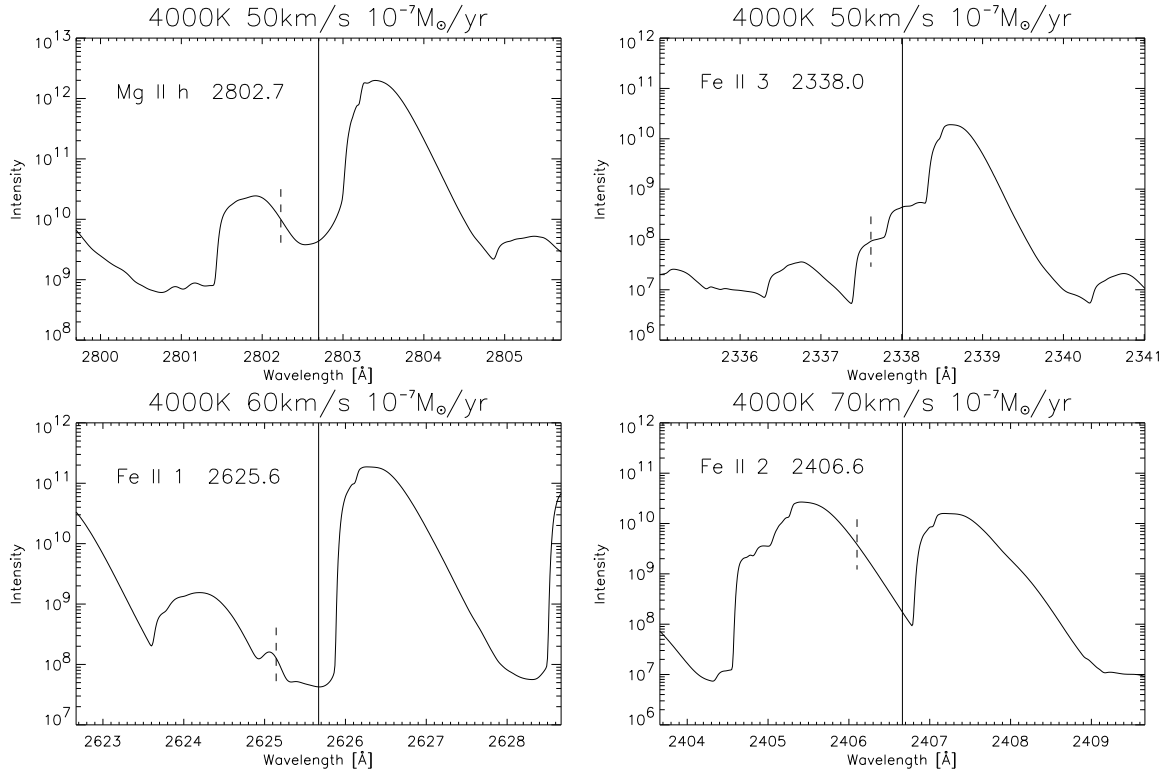 4000K 50km/s 10⁻⁷M☉/yr
10¹³
10¹²
10¹¹
10¹⁰
10⁹
10⁸
Intensity
Mg II h 2802.7
2800 2801 2802 2803 2804 2805
Wavelength [Å]
4000K 50km/s 10⁻⁷M☉/yr
10¹²
10¹¹
10¹⁰
10⁹
10⁸
10⁷
10⁶
Intensity
Fe II 3 2338.0
2336 2337 2338 2339 2340 2341
Wavelength [Å]
4000K 60km/s 10⁻⁷M☉/yr
10¹²
10¹¹
10¹⁰
10⁹
10⁸
10⁷
Intensity
Fe II 1 2625.6
2623 2624 2625 2626 2627 2628
Wavelength [Å]
4000K 70km/s 10⁻⁷M☉/yr
10¹²
10¹¹
10¹⁰
10⁹
10⁸
10⁷
10⁶
Intensity
Fe II 2 2406.6
2404 2405 2406 2407 2408 2409
Wavelength [Å]